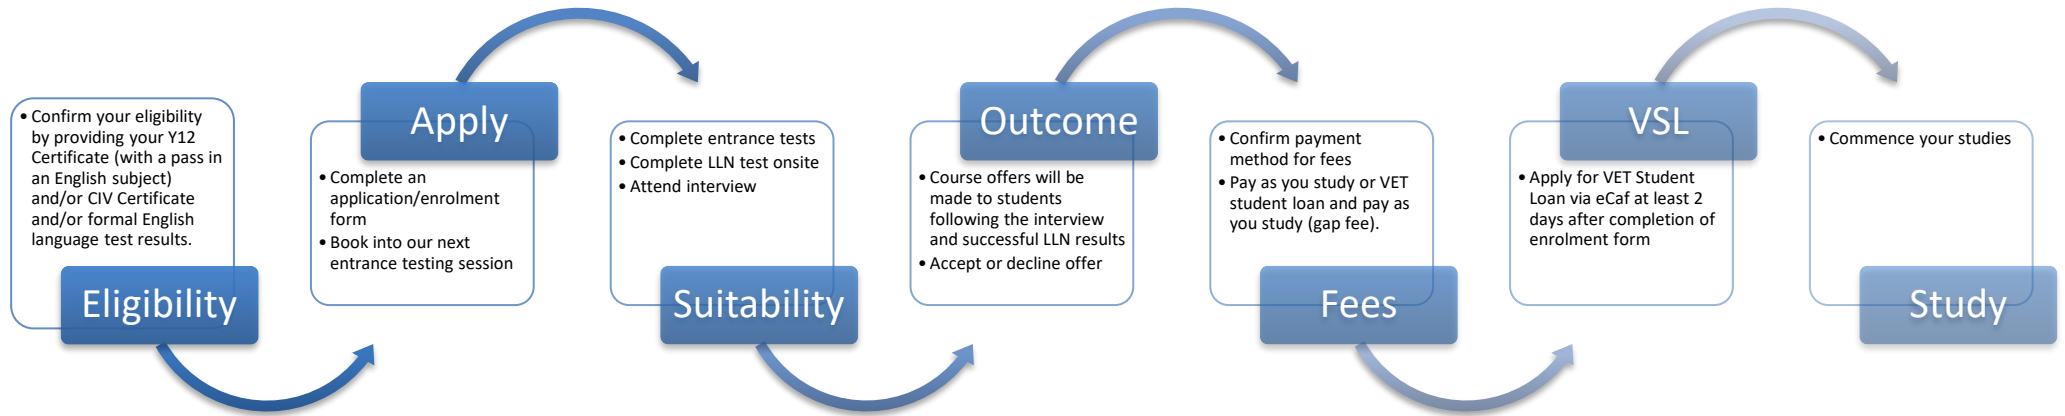 • Confirm your eligibility
by providing your Y12
Certificate (with a pass in
an English subject)
and/or CIV Certificate
and/or formal English
language test results.
Eligibility
Apply
• Complete an
application/enrolment
form
• Book into our next
entrance testing session
• Complete entrance tests
• Complete LLN test onsite
• Attend interview
Suitability
Outcome
• Course offers will be
made to students
following the interview
and successful LLN results
• Accept or decline offer
• Confirm payment
method for fees
• Pay as you study or VET
student loan and pay as
you study (gap fee).
Fees
VSL
• Apply for VET Student
Loan via eCaf at least 2
days after completion of
enrolment form
• Commence your studies
Study